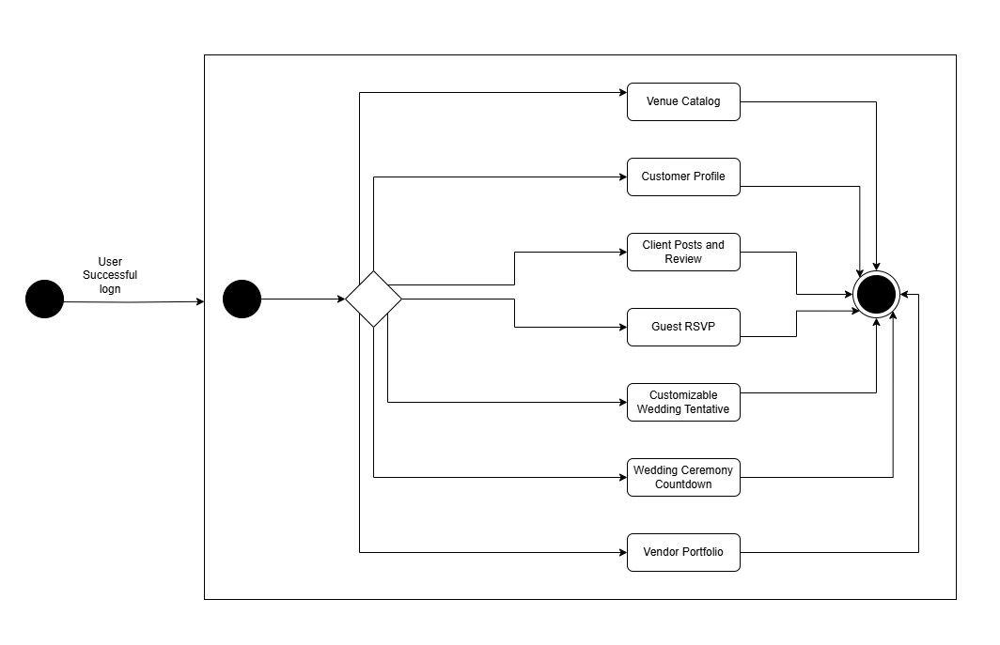 Venue Catalog
Customer Profile
Client Posts and
Review
User
Successful
logn
Guest RSVP
Customizable
Wedding Tentative
Wedding Ceremony
Countdown
Vendor Portfolio